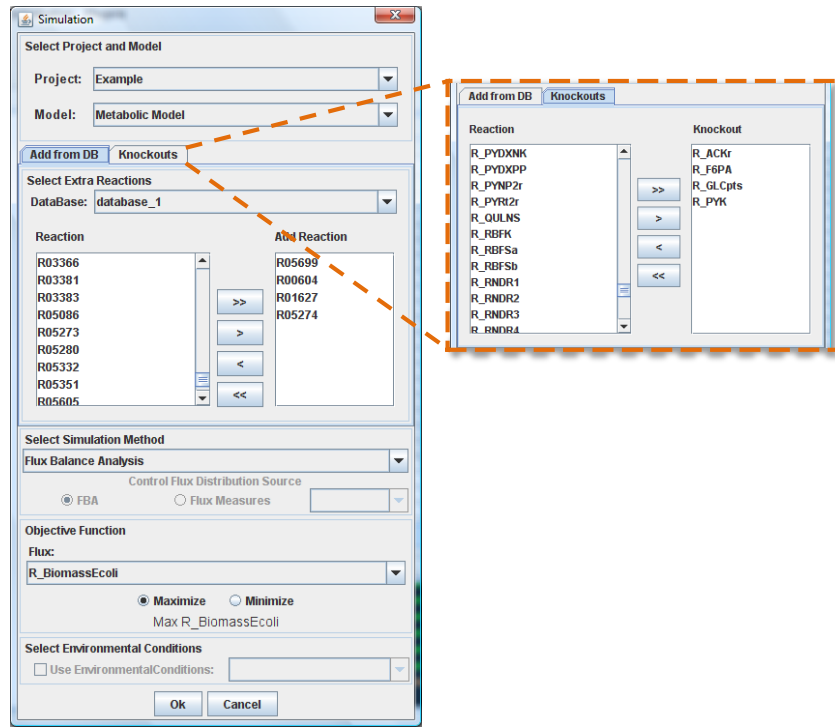 Simulation
Select Project and Model
Project: Example
Model: Metabolic Model
Add from DB Knockouts
Select Extra Reactions
DataBase: database_1
Reaction Add Reaction
R03366
R03381
R03383
R05086
R05273
R05280
R05332
R05351
R05605
>>
>
<
<<
R05699
R00604
R01627
R05274
Select Simulation Method
Flux Balance Analysis
Control Flux Distribution Source
FBA Flux Measures
Objective Function
Flux:
R_BiomassEcoli
Maximize Minimize
Max R_BiomassEcoli
Select Environmental Conditions
Use EnvironmentalConditions:
Ok Cancel
Add from DB Knockouts
Reaction Knockout
R_PYDXNK
R_PYDXPP
R_PYNP2r
R_PYRt2r
R_QULNS
R_RBFK
R_RBFSa
R_RBFSb
R_RNDR1
R_RNDR2
R_RNDR3
R_RNDR4
>>
>
<
<<
R_ACKr
R_F6PA
R_GLCpts
R_PYK